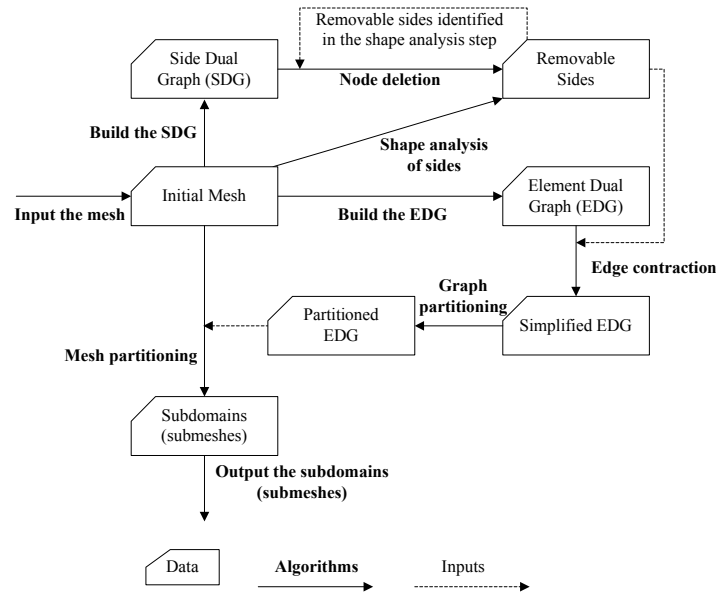 Removable sides identified
in the shape analysis step
Side Dual
Graph (SDG)
Node deletion
Removable
Sides
Build the SDG
Shape analysis
of sides
Input the mesh
Initial Mesh
Build the EDG
Element Dual
Graph (EDG)
Edge contraction
Graph
partitioning
Partitioned
EDG
Simplified EDG
Mesh partitioning
Subdomains
(submeshes)
Output the subdomains
(submeshes)
Data
Algorithms
Inputs